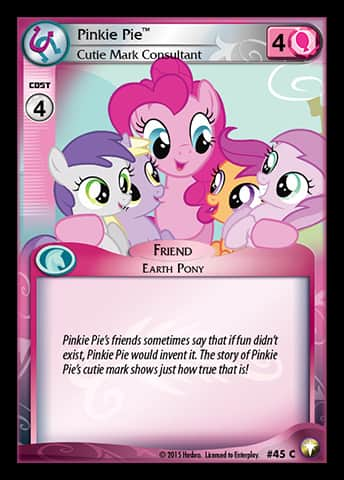 Pinkie Pie™
Cutie Mark Consultant
4
COST
4
FRIEND
EARTH PONY
Pinkie Pie's friends sometimes say that if fun didn't
exist, Pinkie Pie would invent it. The story of Pinkie
Pie's cutie mark shows just how true that is!
© 2015 Hasbro. Licensed to Enterplay. #45 C